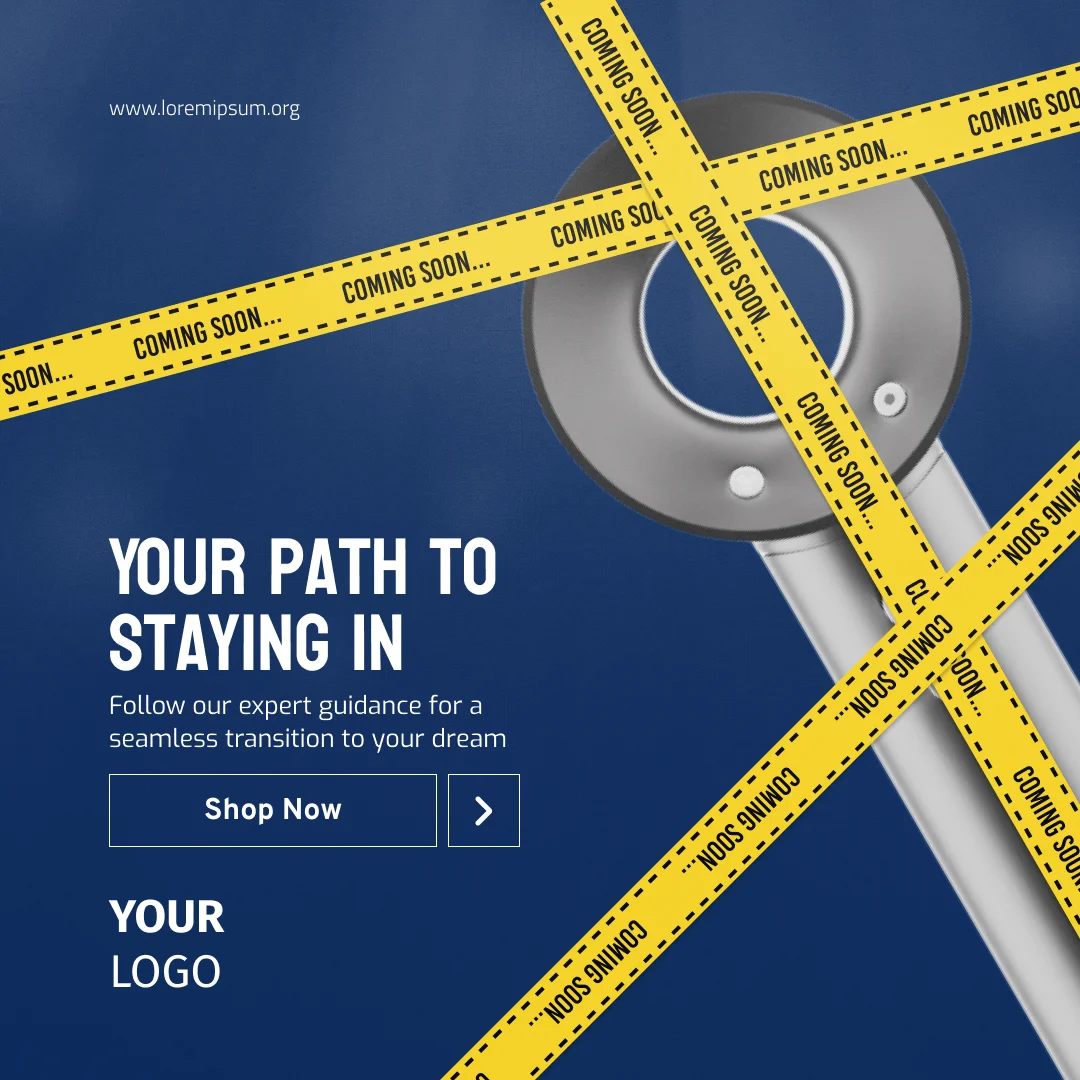 www.loremipsum.org
COMING SOON...
COMING SOO
COMING SOON...
COMING SOO
COMING SOON...
COMING SOON...
SOON...
COMING SOON...
COMING SOON...
COMING SOON...
COMING SOON...
COMING SOON...
COMING SOON...
COMING SOON...
COMING SOON...
YOUR PATH TO
STAYING IN
Follow our expert guidance for a
seamless transition to your dream
Shop Now
YOUR
LOGO